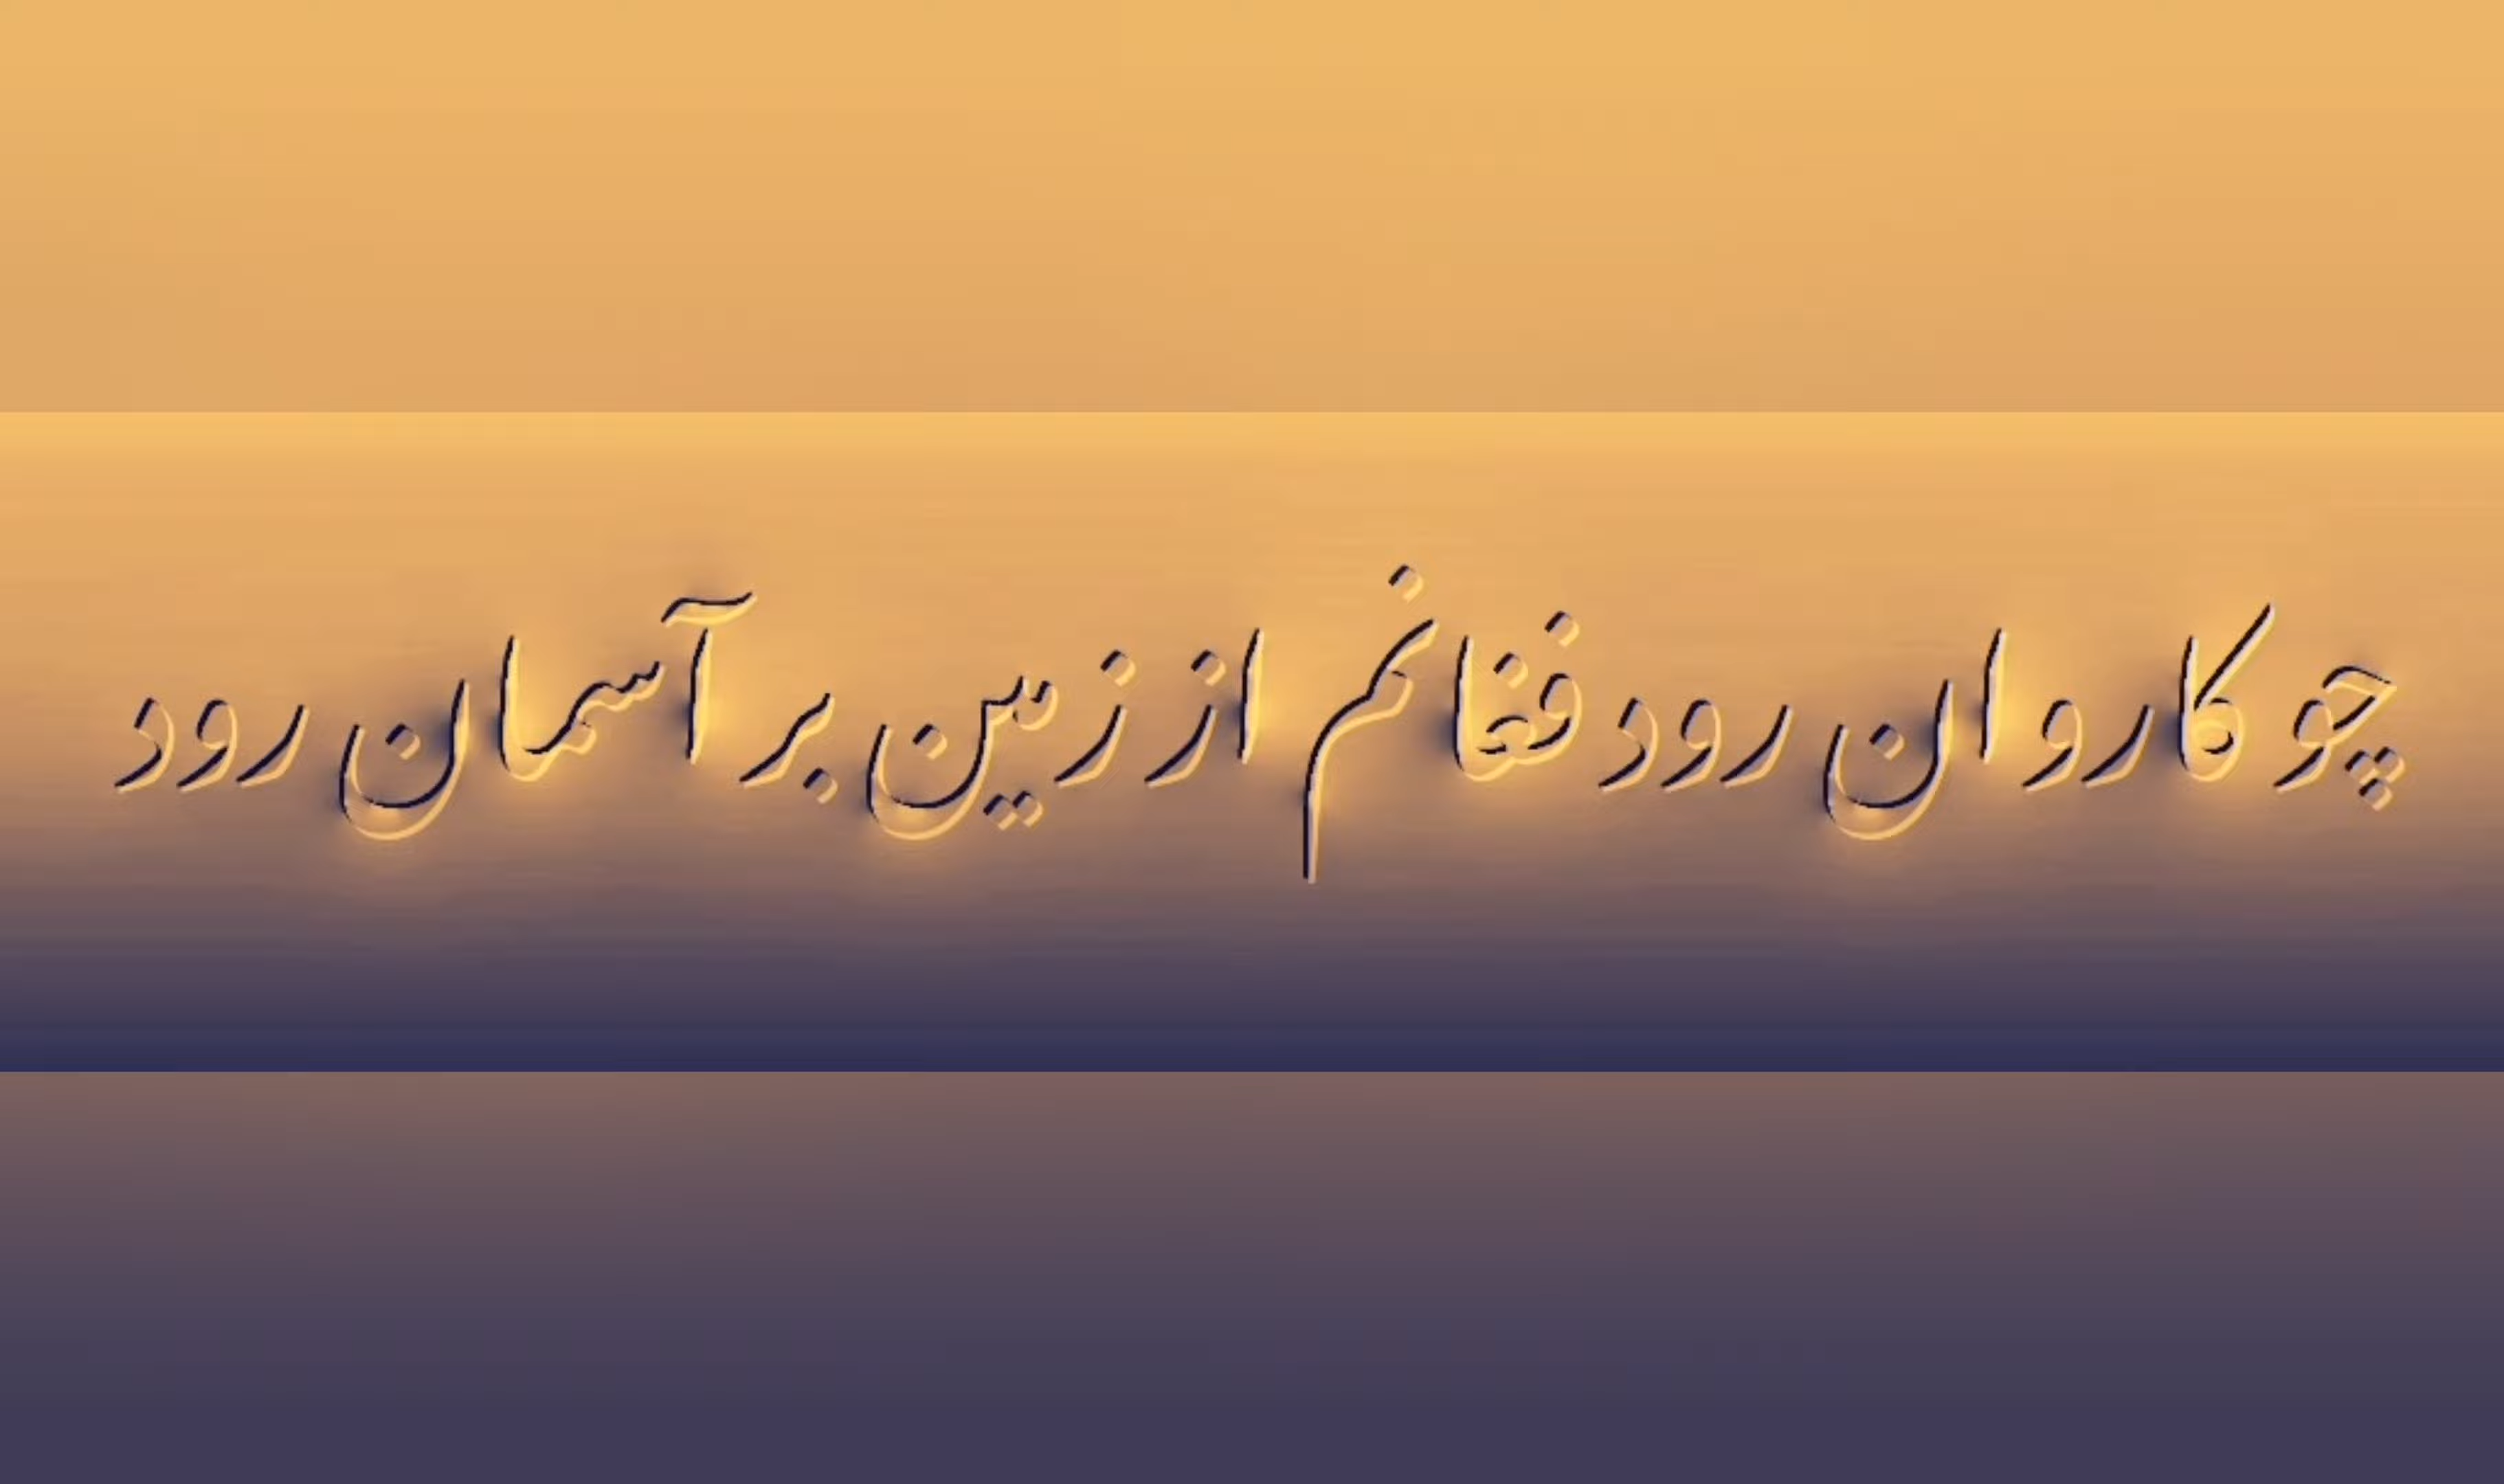 چو کاروان رود فغانم از زمین بر آسمان رود